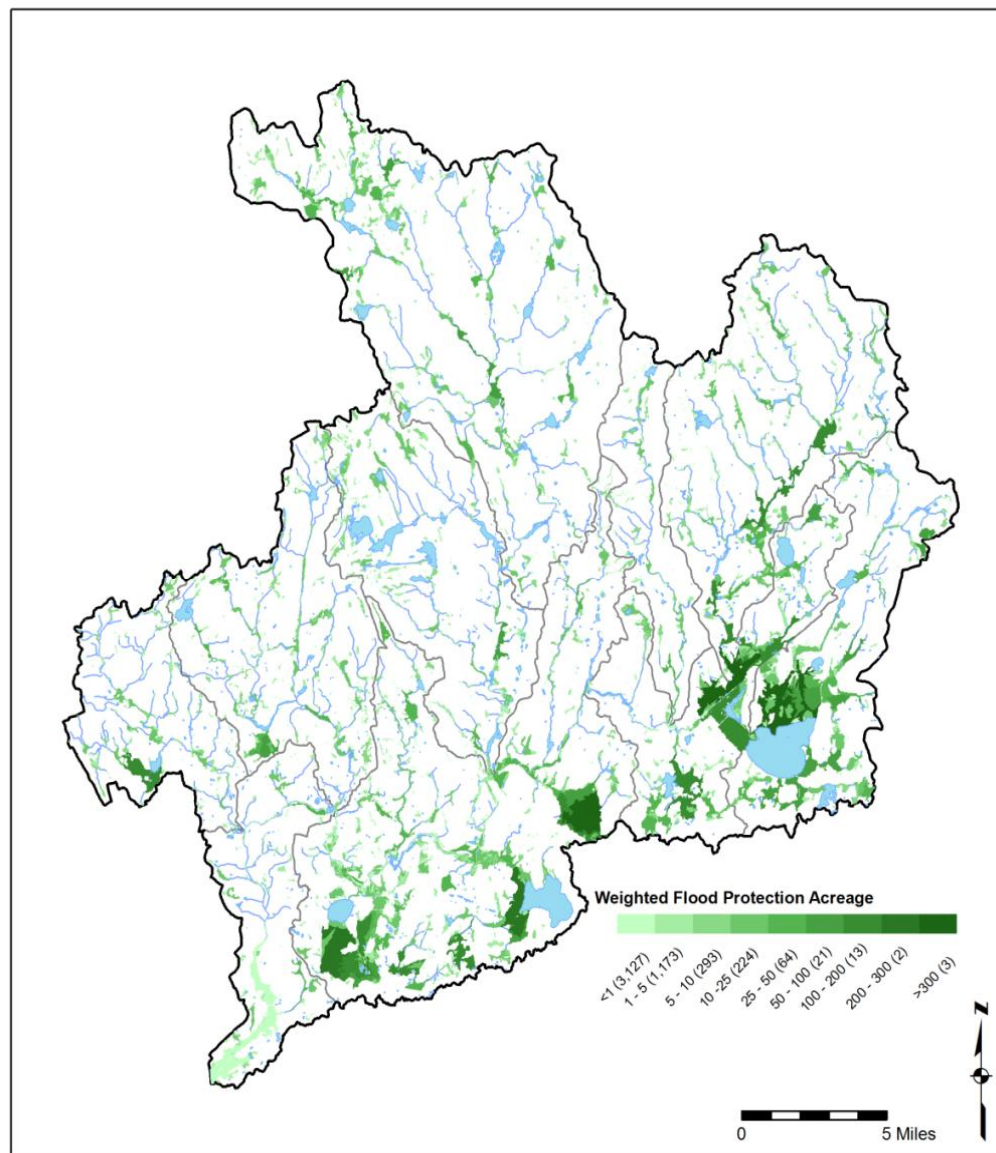 Weighted Flood Protection Acreage
<1 (3,127)
1 - 5 (1,173)
5 - 10 (293)
10 -25 (224)
25 - 50 (64)
50 - 100 (21)
100 - 200 (13)
200 - 300 (2)
>300 (3)
N
0 5 Miles